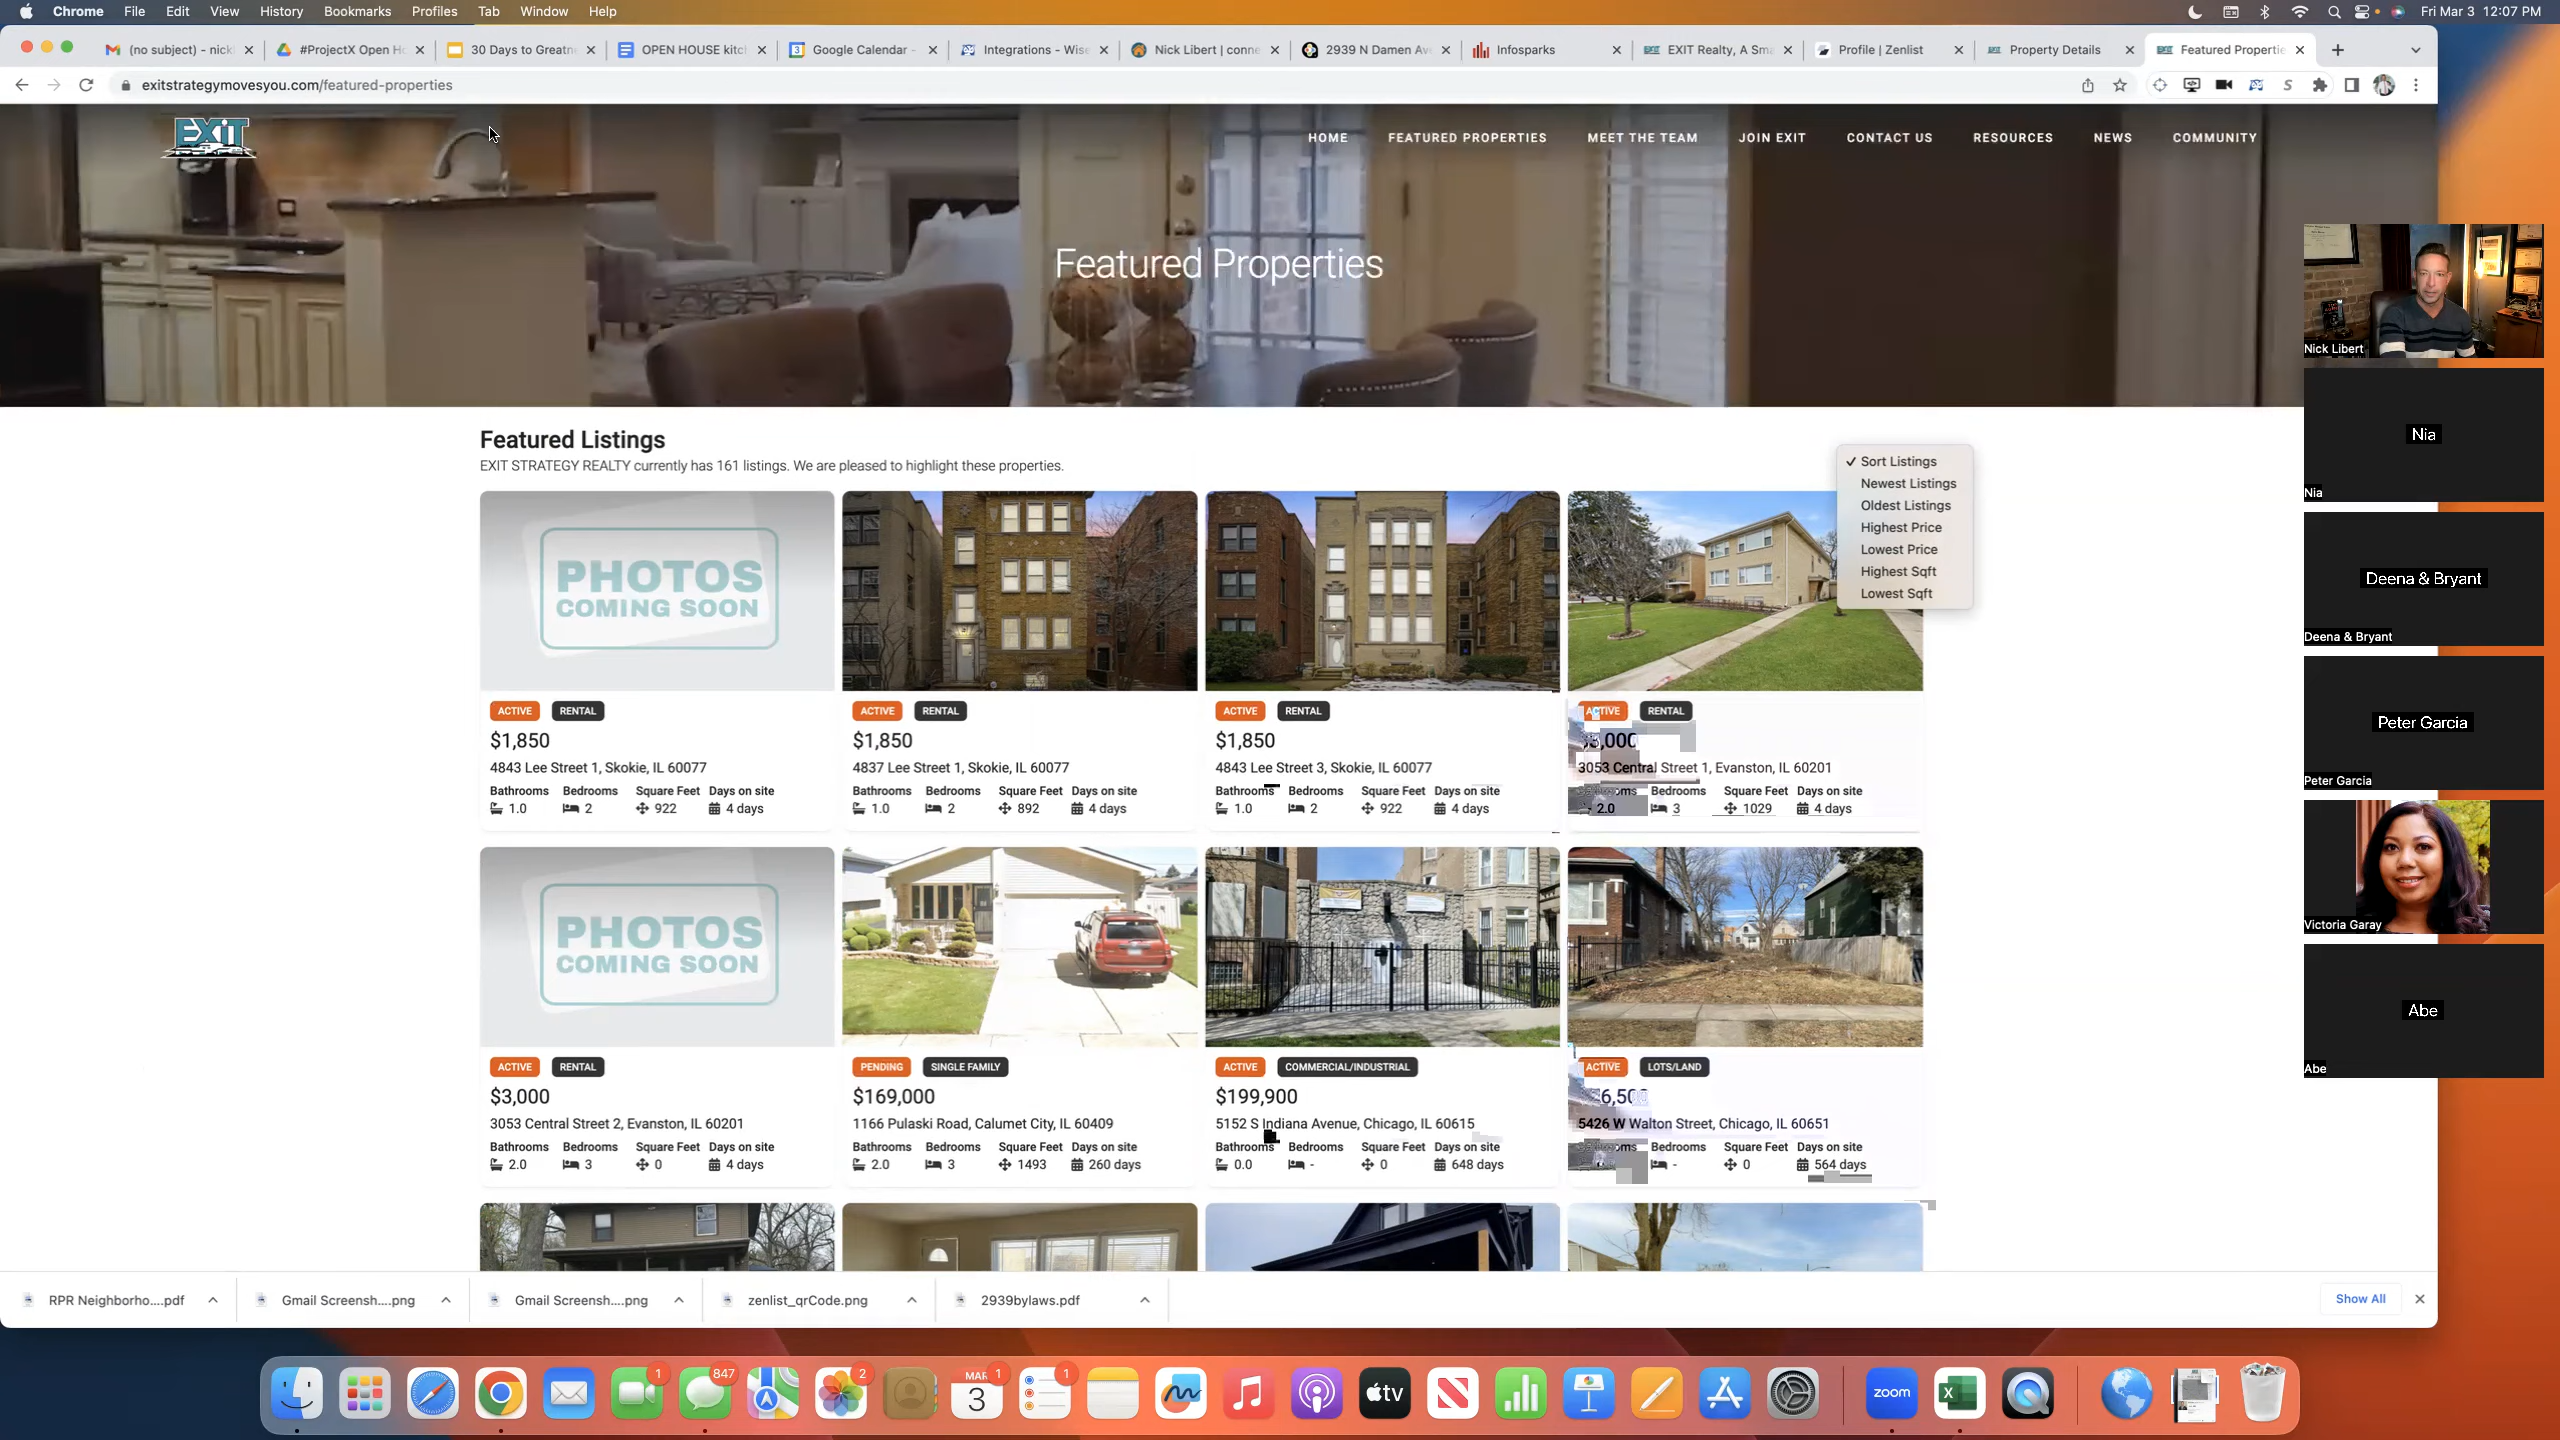 Chrome File Edit View History Bookmarks Profiles Tab Window Help Fri Mar 3 12:07 PM
(no subject) - nick #ProjectX Open Ho 30 Days to Greatn OPEN HOUSE kitc Google Calendar - Integrations - Wise Nick Libert | conne 2939 N Damen Av Infosparks EXIT Realty, A Sma Profile | Zenlist Property Details Featured Propertie
exitstrategymovesyou.com/featured-properties
EXIT
HOME FEATURED PROPERTIES MEET THE TEAM JOIN EXIT CONTACT US RESOURCES NEWS COMMUNITY
Featured Properties
Featured Listings
EXIT STRATEGY REALTY currently has 161 listings. We are pleased to highlight these properties.
✓ Sort Listings
Newest Listings
Oldest Listings
Highest Price
Lowest Price
Highest Sqft
Lowest Sqft
PHOTOS
COMING SOON
ACTIVE RENTAL
$1,850
4843 Lee Street 1, Skokie, IL 60077
Bathrooms Bedrooms Square Feet Days on site
1.0 2 922 4 days
ACTIVE RENTAL
$1,850
4837 Lee Street 1, Skokie, IL 60077
Bathrooms Bedrooms Square Feet Days on site
1.0 2 892 4 days
ACTIVE RENTAL
$1,850
4843 Lee Street 3, Skokie, IL 60077
Bathrooms Bedrooms Square Feet Days on site
1.0 2 922 4 days
ACTIVE RENTAL
3053 Central Street 1, Evanston, IL 60201
Bedrooms Square Feet Days on site
2.0 3 1029 4 days
PHOTOS
COMING SOON
ACTIVE RENTAL
$3,000
3053 Central Street 2, Evanston, IL 60201
Bathrooms Bedrooms Square Feet Days on site
2.0 3 0 4 days
PENDING SINGLE FAMILY
$169,000
1166 Pulaski Road, Calumet City, IL 60409
Bathrooms Bedrooms Square Feet Days on site
2.0 3 1493 260 days
ACTIVE COMMERCIAL/INDUSTRIAL
$199,900
5152 S Indiana Avenue, Chicago, IL 60615
Bathrooms Bedrooms Square Feet Days on site
0.0 - 0 648 days
ACTIVE LOTS/LAND
5426 W Walton Street, Chicago, IL 60651
Bedrooms Square Feet Days on site
- 0 564 days
Nick Libert
Nia
Nia
Deena & Bryant
Deena & Bryant
Peter Garcia
Peter Garcia
Victoria Garay
Abe
Abe
RPR Neighborho....pdf Gmail Screensh....png Gmail Screensh....png zenlist_qrCode.png 2939bylaws.pdf Show All
1 847 2 MAR 3 1 1 tv zoom X